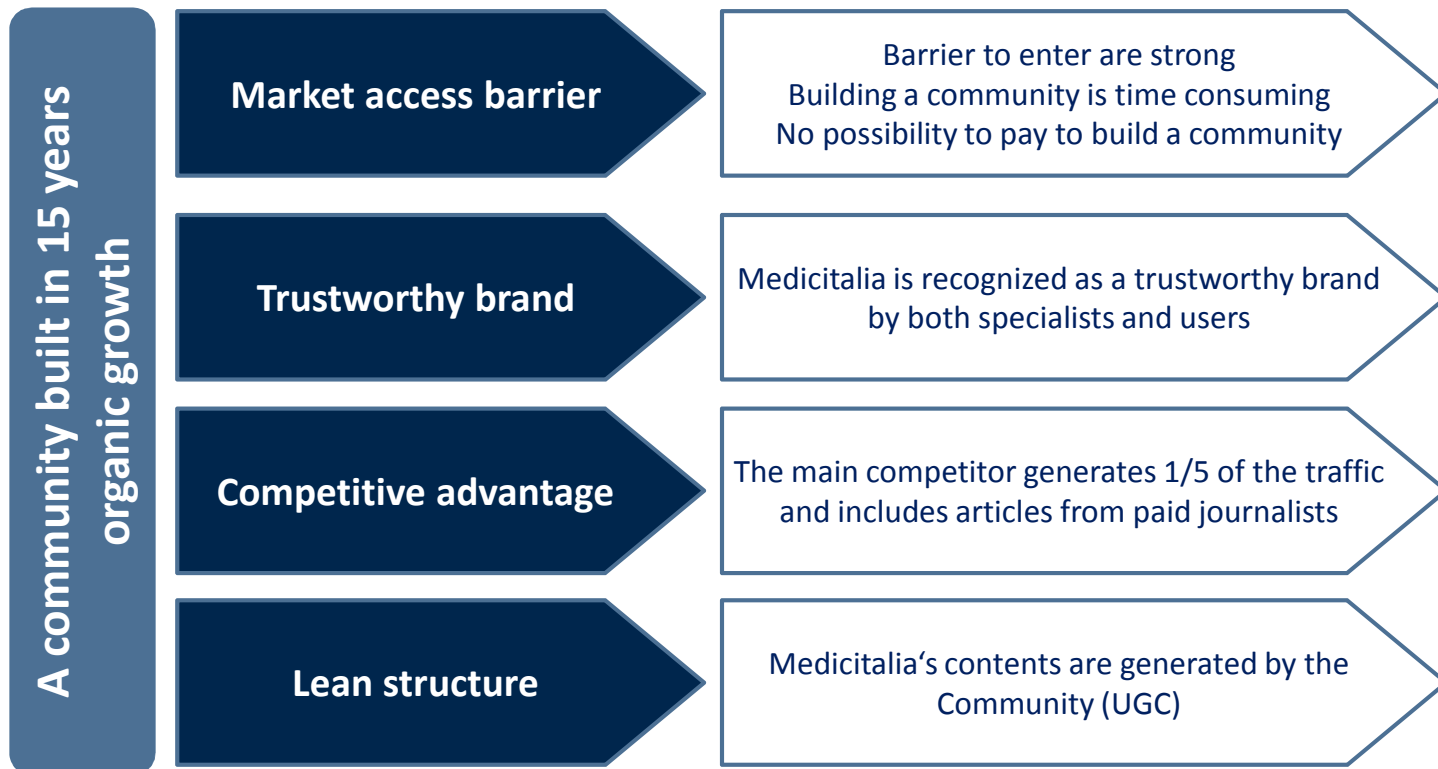 A community built in 15 years
organic growth
Market access barrier
Barrier to enter are strong
Building a community is time consuming
No possibility to pay to build a community
Trustworthy brand
Medicitalia is recognized as a trustworthy brand
by both specialists and users
Competitive advantage
The main competitor generates 1/5 of the traffic
and includes articles from paid journalists
Lean structure
Medicitalia‘s contents are generated by the
Community (UGC)